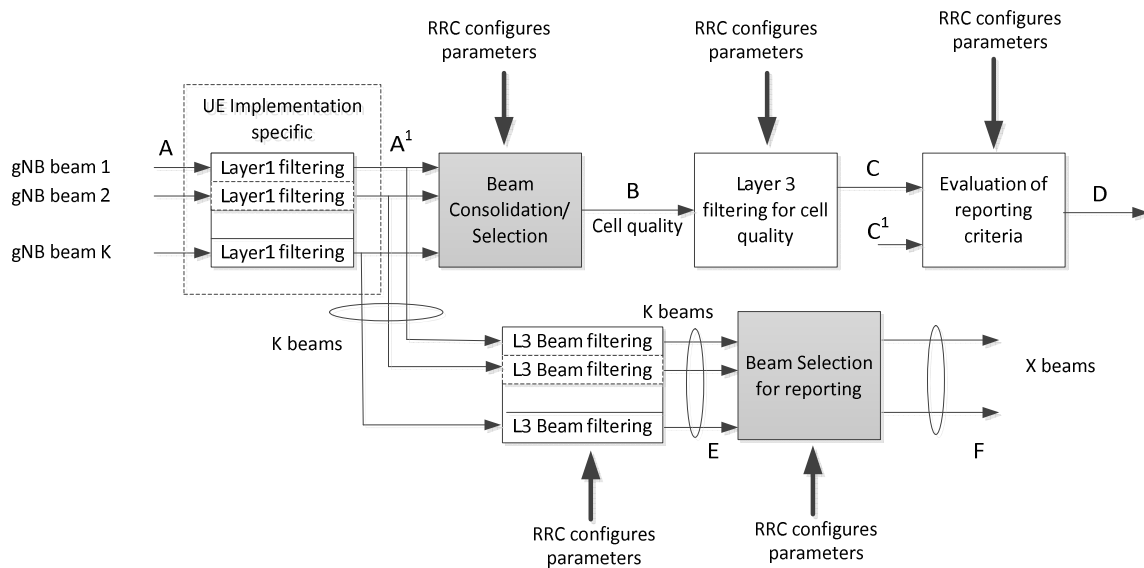 RRC configures
parameters
RRC configures
parameters
RRC configures
parameters
UE Implementation
specific
A
A¹
gNB beam 1
Layer1 filtering
gNB beam 2
Layer1 filtering
gNB beam K
Layer1 filtering
Beam
Consolidation/
Selection
B
Cell quality
Layer 3
filtering for cell
quality
C
C¹
Evaluation of
reporting
criteria
D
K beams
L3 Beam filtering
L3 Beam filtering
L3 Beam filtering
K beams
E
Beam Selection
for reporting
X beams
F
RRC configures
parameters
RRC configures
parameters